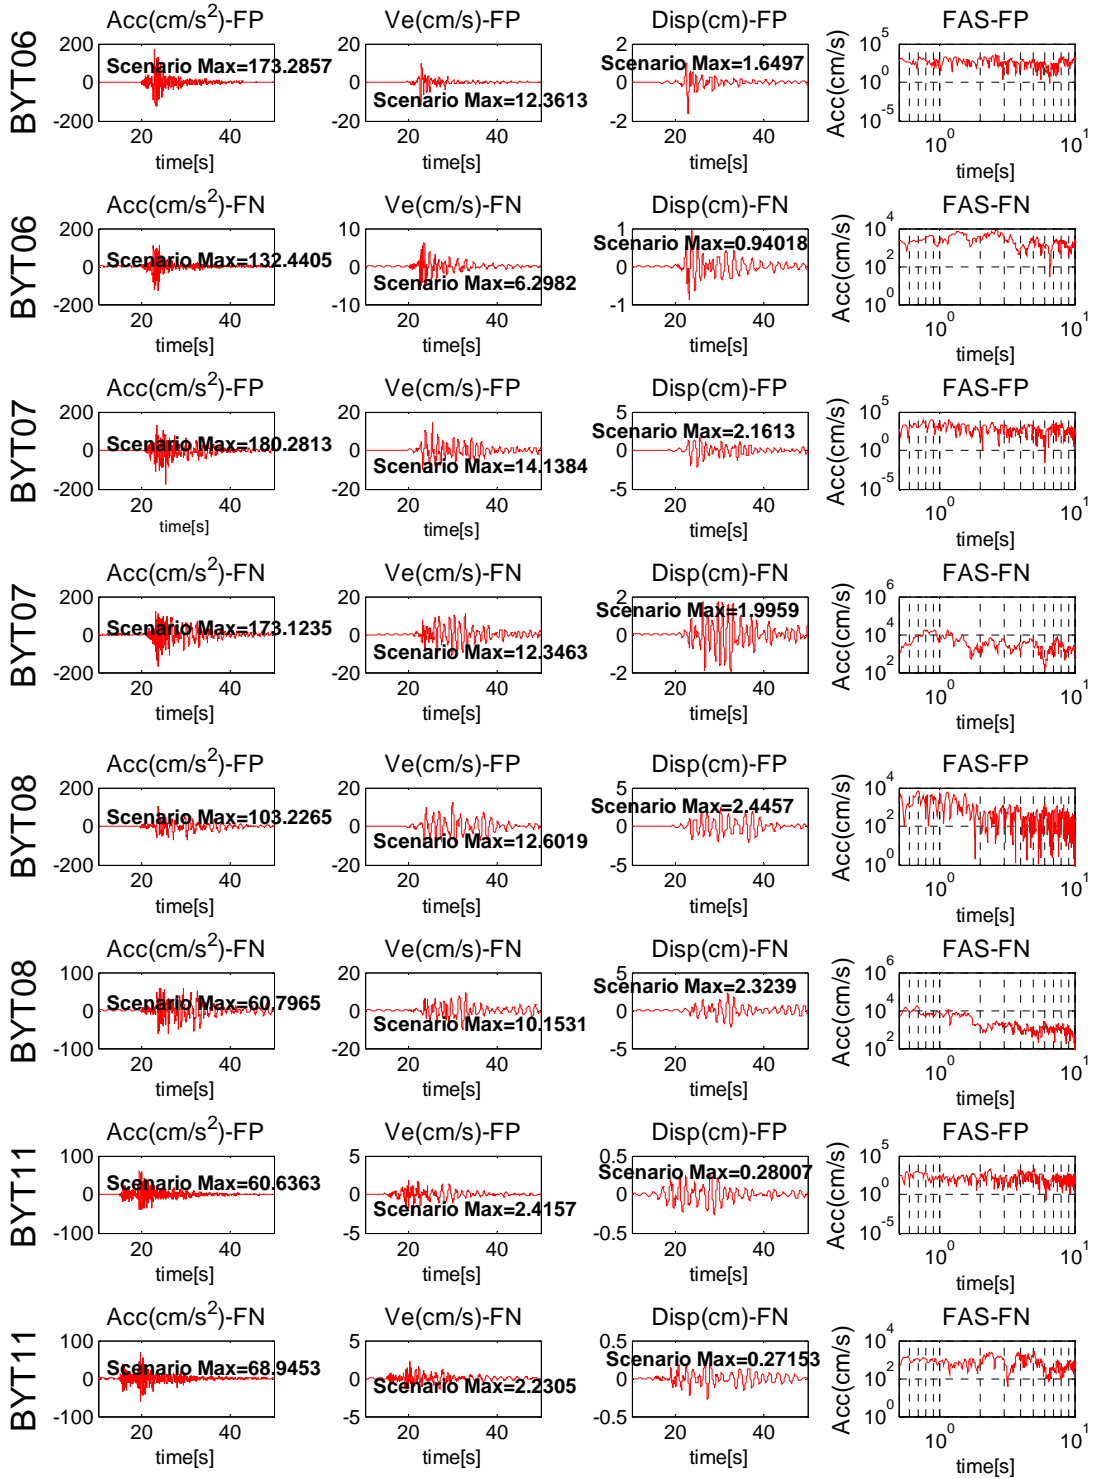 BYT06
Acc(cm/s²)-FP
200
0
-200
Scenario Max=173.2857
20 40
time[s]
Ve(cm/s)-FP
20
0
-20
Scenario Max=12.3613
20 40
time[s]
Disp(cm)-FP
2
0
-2
Scenario Max=1.6497
20 40
time[s]
FAS-FP
Acc(cm/s)
10^5
10^0
10^-5
10^0 10^1
time[s]
BYT06
Acc(cm/s²)-FN
200
0
-200
Scenario Max=132.4405
20 40
time[s]
Ve(cm/s)-FN
10
0
-10
Scenario Max=6.2982
20 40
time[s]
Disp(cm)-FN
1
0
-1
Scenario Max=0.94018
20 40
time[s]
FAS-FN
Acc(cm/s)
10^4
10^2
10^0
10^0 10^1
time[s]
BYT07
Acc(cm/s²)-FP
200
0
-200
Scenario Max=180.2813
20 40
time[s]
Ve(cm/s)-FP
20
0
-20
Scenario Max=14.1384
20 40
time[s]
Disp(cm)-FP
5
0
-5
Scenario Max=2.1613
20 40
time[s]
FAS-FP
Acc(cm/s)
10^5
10^0
10^-5
10^0 10^1
time[s]
BYT07
Acc(cm/s²)-FN
200
0
-200
Scenario Max=173.1235
20 40
time[s]
Ve(cm/s)-FN
20
0
-20
Scenario Max=12.3463
20 40
time[s]
Disp(cm)-FN
2
0
-2
Scenario Max=1.9959
20 40
time[s]
FAS-FN
Acc(cm/s)
10^6
10^4
10^2
10^0 10^1
time[s]
BYT08
Acc(cm/s²)-FP
200
0
-200
Scenario Max=103.2265
20 40
time[s]
Ve(cm/s)-FP
20
0
-20
Scenario Max=12.6019
20 40
time[s]
Disp(cm)-FP
5
0
-5
Scenario Max=2.4457
20 40
time[s]
FAS-FP
Acc(cm/s)
10^4
10^2
10^0
10^0 10^1
time[s]
BYT08
Acc(cm/s²)-FN
100
0
-100
Scenario Max=60.7965
20 40
time[s]
Ve(cm/s)-FN
20
0
-20
Scenario Max=10.1531
20 40
time[s]
Disp(cm)-FN
5
0
-5
Scenario Max=2.3239
20 40
time[s]
FAS-FN
Acc(cm/s)
10^6
10^4
10^2
10^0 10^1
time[s]
BYT11
Acc(cm/s²)-FP
100
0
-100
Scenario Max=60.6363
20 40
time[s]
Ve(cm/s)-FP
5
0
-5
Scenario Max=2.4157
20 40
time[s]
Disp(cm)-FP
0.5
0
-0.5
Scenario Max=0.28007
20 40
time[s]
FAS-FP
Acc(cm/s)
10^5
10^0
10^-5
10^0 10^1
time[s]
BYT11
Acc(cm/s²)-FN
100
0
-100
Scenario Max=68.9453
20 40
time[s]
Ve(cm/s)-FN
5
0
-5
Scenario Max=2.2305
20 40
time[s]
Disp(cm)-FN
0.5
0
-0.5
Scenario Max=0.27153
20 40
time[s]
FAS-FN
Acc(cm/s)
10^4
10^2
10^0
10^0 10^1
time[s]